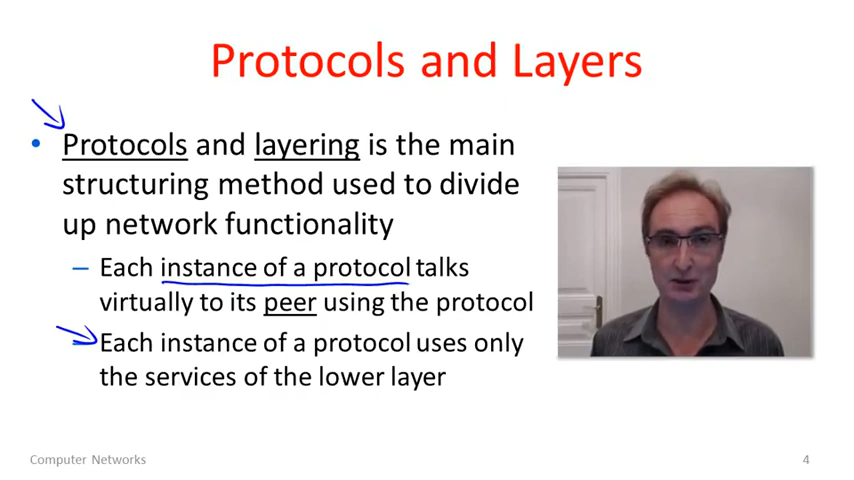 Protocols and Layers
• Protocols and layering is the main
structuring method used to divide
up network functionality
– Each instance of a protocol talks
virtually to its peer using the protocol
– Each instance of a protocol uses only
the services of the lower layer
Computer Networks
4